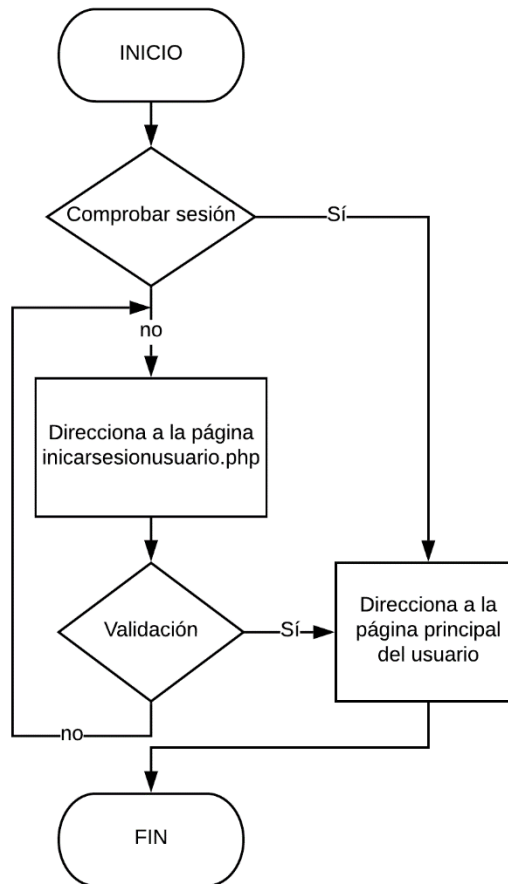 INICIO
Comprobar sesión
Sí
no
Direcciona a la página
inicarsesionusuario.php
Validación
Sí
Direcciona a la
página principal
del usuario
no
FIN